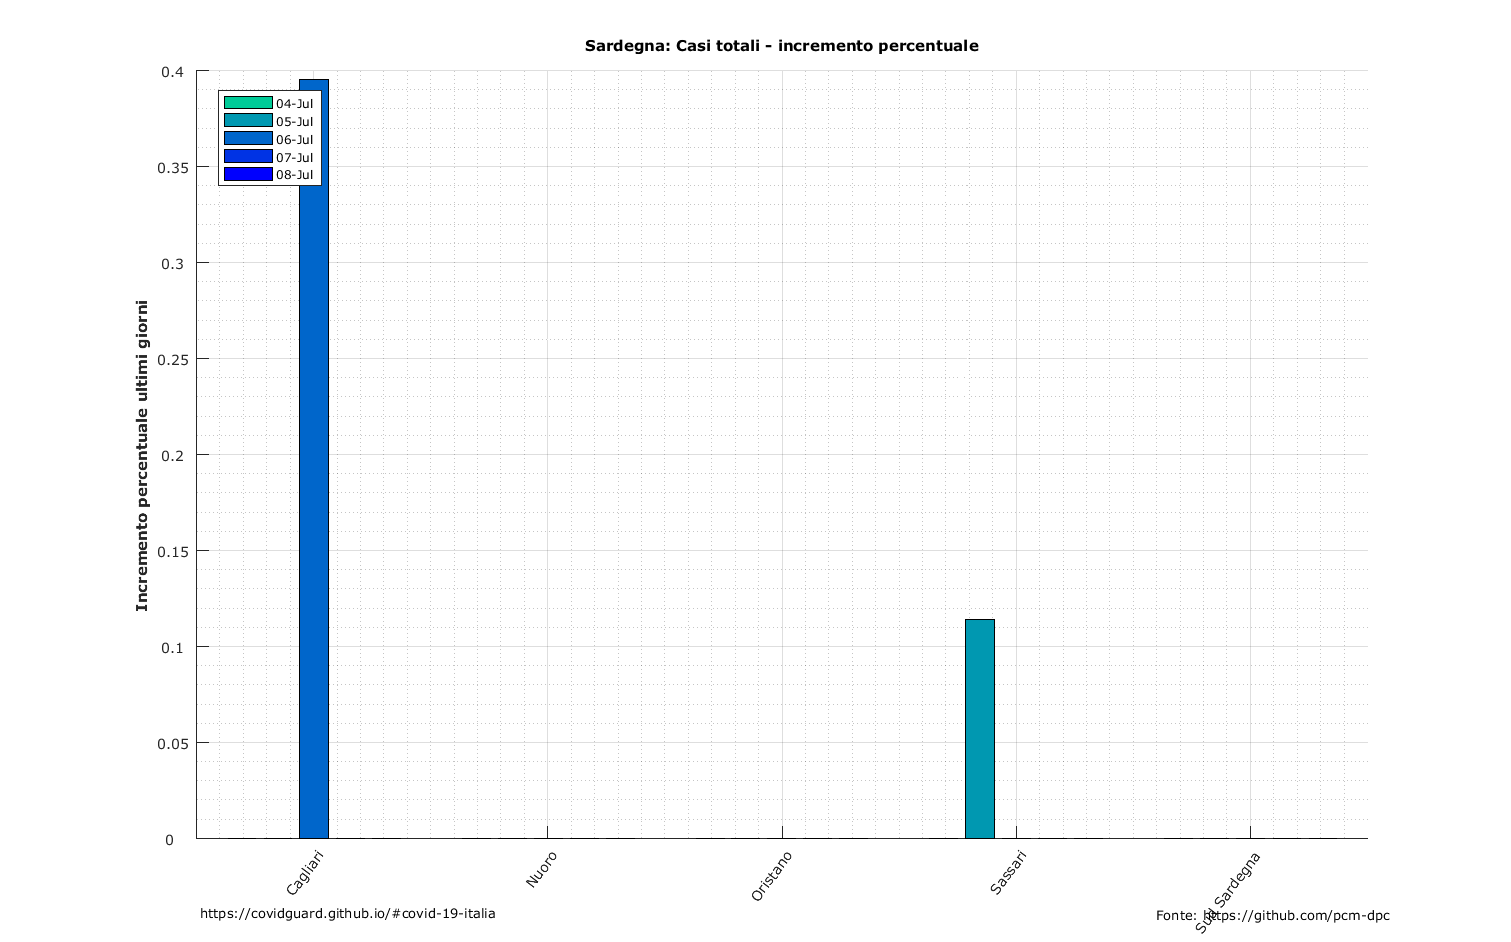 Sardegna: Casi totali - incremento percentuale
Incremento percentuale ultimi giorni
0.4
0.35
0.3
0.25
0.2
0.15
0.1
0.05
0
04-Jul
05-Jul
06-Jul
07-Jul
08-Jul
Cagliari
Nuoro
Oristano
Sassari
Sud Sardegna
https://covidguard.github.io/#covid-19-italia
Fonte: https://github.com/pcm-dpc